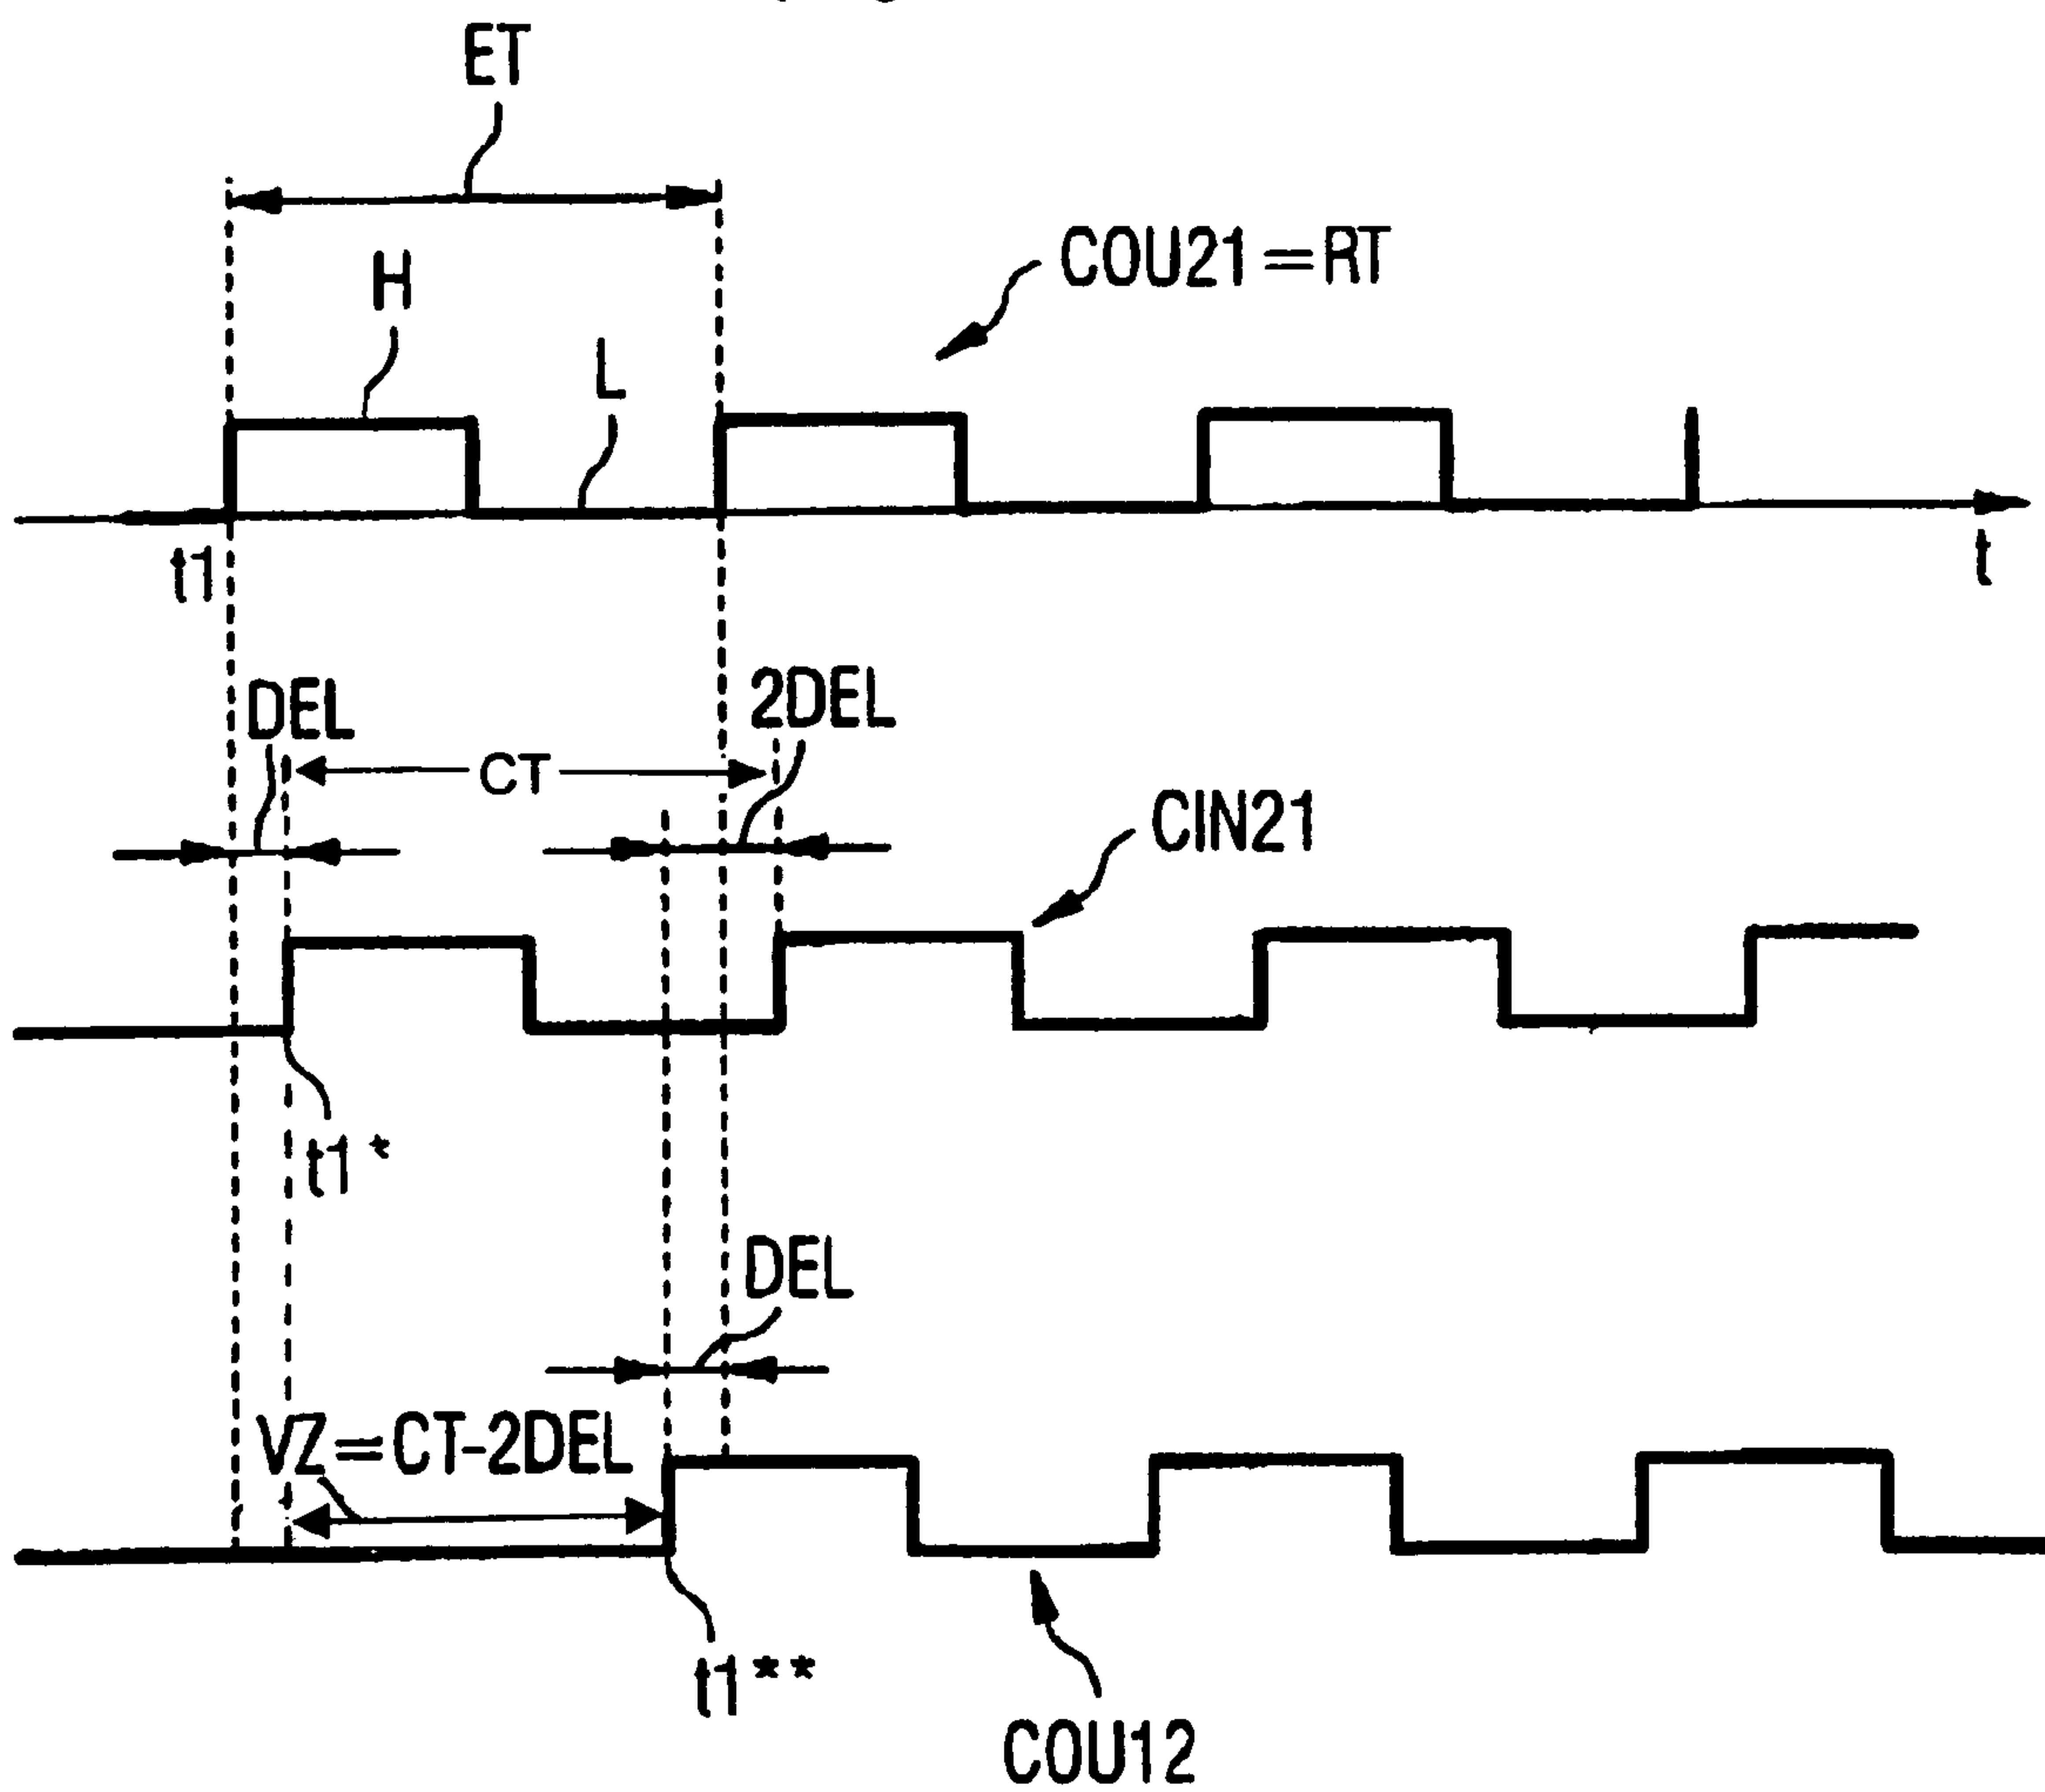 ET
COU21=RT
H
L
t1
t
DEL
2DEL
CT
CIN21
t1*
DEL
VZ=CT-2DEL
t1**
COU12